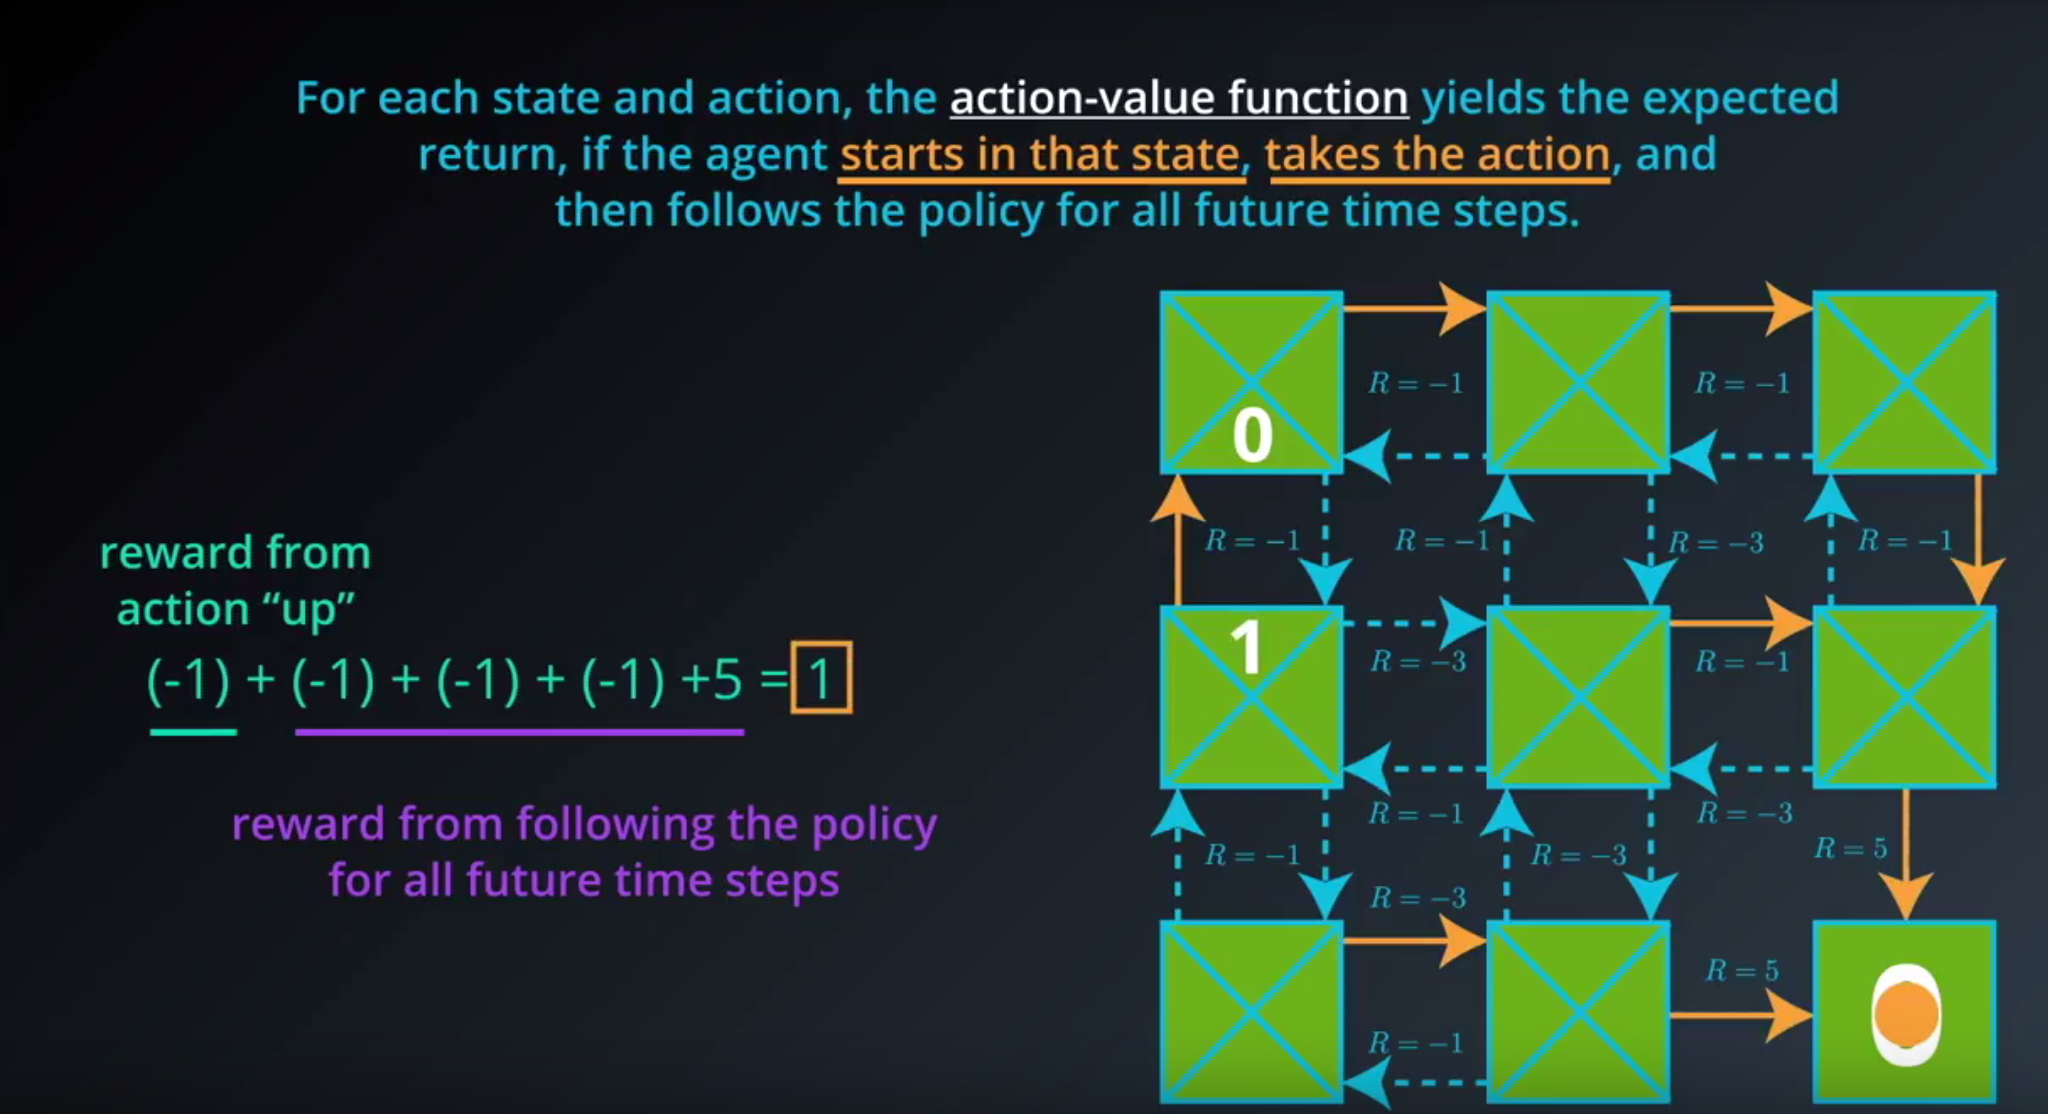 For each state and action, the action-value function yields the expected
return, if the agent starts in that state, takes the action, and
then follows the policy for all future time steps.
R = −1
R = −1
0
reward from
action “up”
R = −1
R = −1
R = −3
R = −1
(-1) + (-1) + (-1) + (-1) +5 = 1
1
R = −3
R = −1
reward from following the policy
for all future time steps
R = −1
R = −3
R = −1
R = −3
R = 5
R = −3
R = 5
0
R = −1